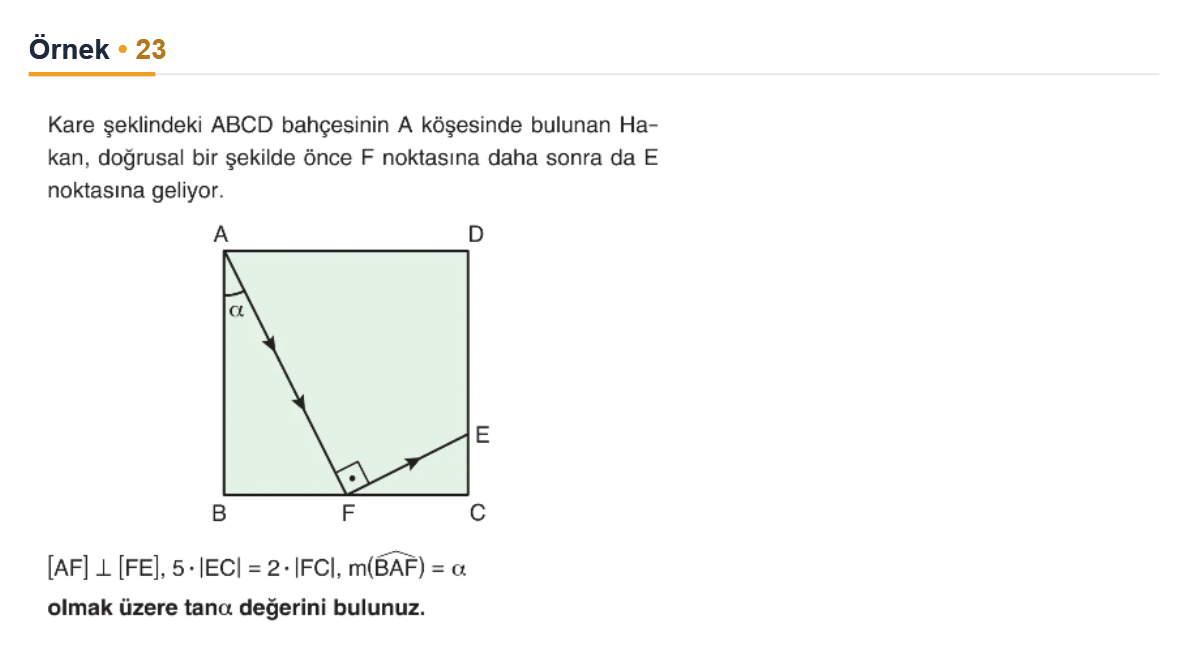 Örnek • 23
Kare şeklindeki ABCD bahçesinin A köşesinde bulunan Ha-
kan, doğrusal bir şekilde önce F noktasına daha sonra da E
noktasına geliyor.
A D
α
E
B F C
[AF] ⊥ [FE], 5·|EC| = 2·|FC|, m(BAF) = α
olmak üzere tanα değerini bulunuz.